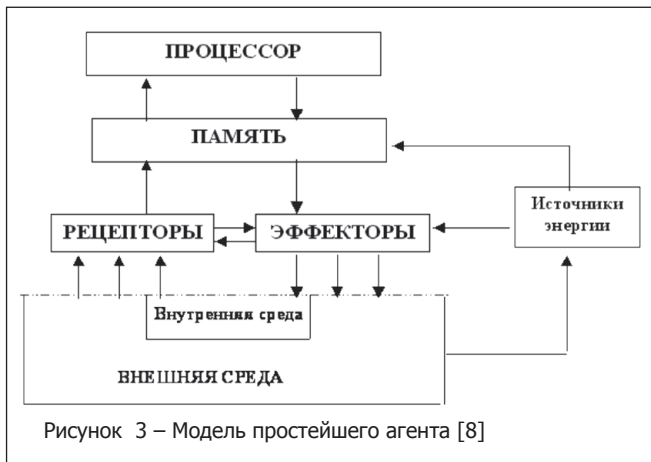 ПРОЦЕССОР
ПАМЯТЬ
РЕЦЕПТОРЫ
ЭФФЕКТОРЫ
Источники
энергии
Внутренняя среда
ВНЕШНЯЯ СРЕДА
Рисунок 3 – Модель простейшего агента [8]